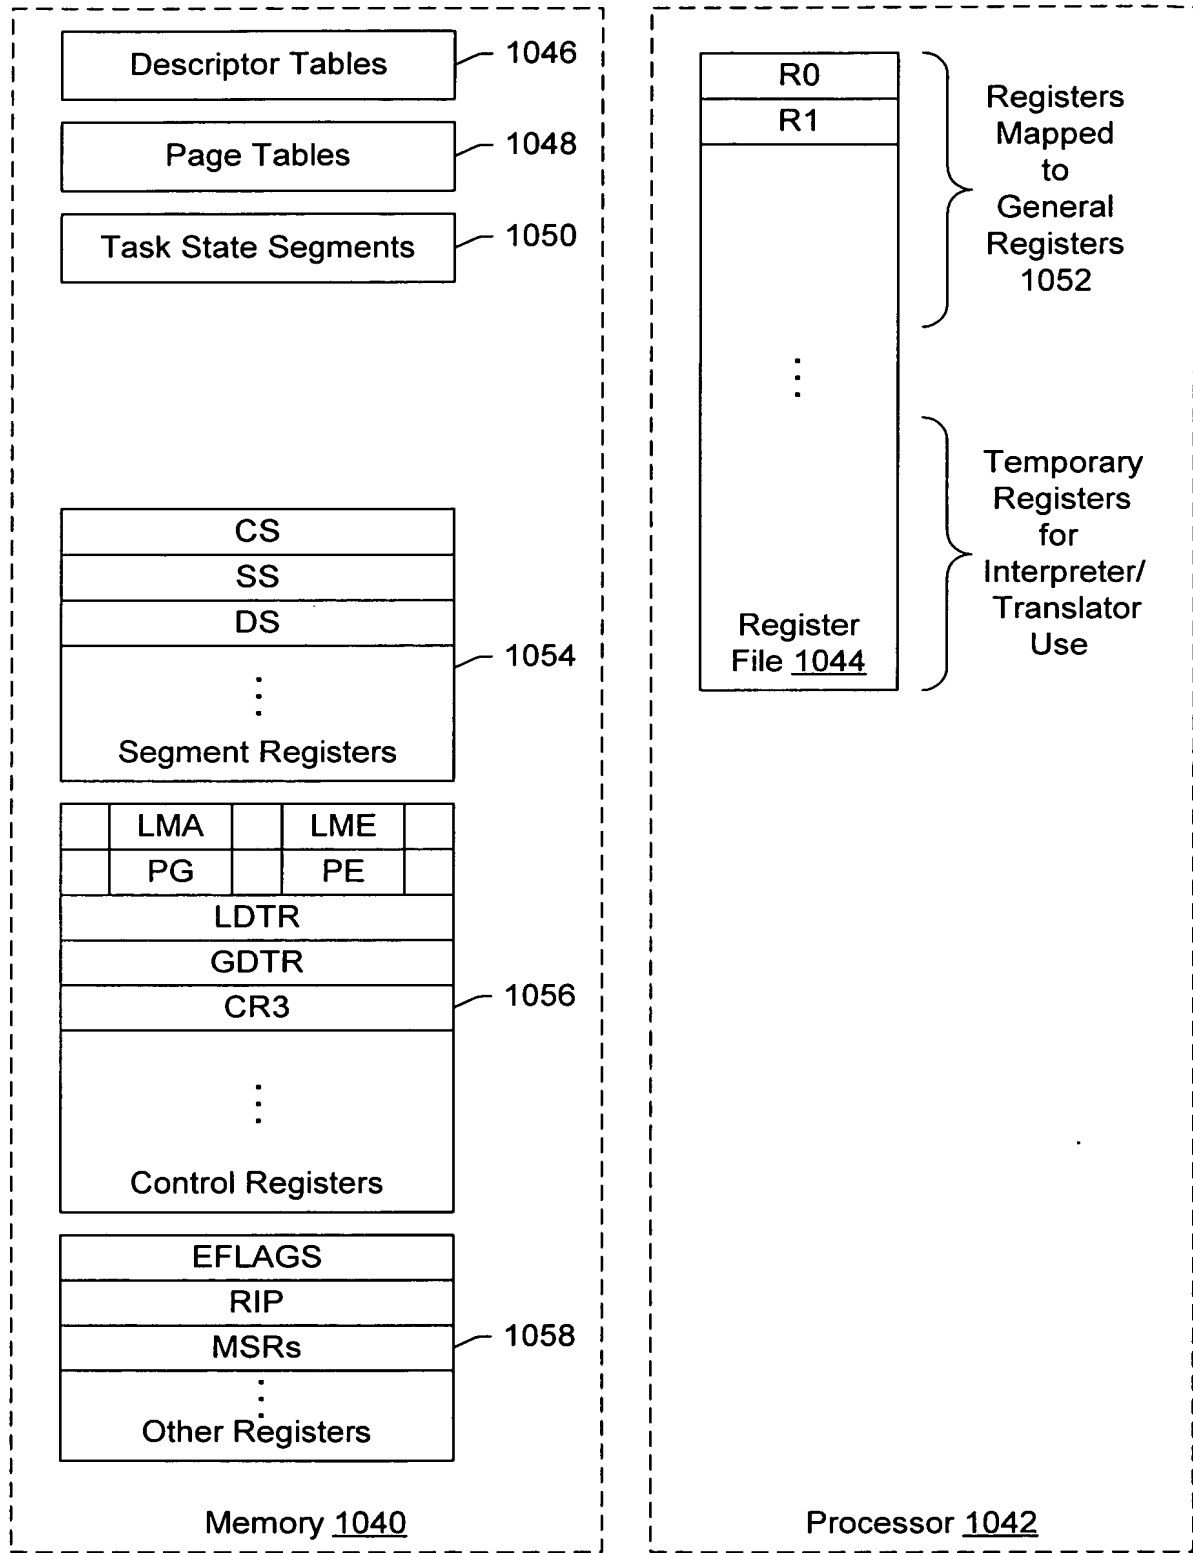 Descriptor Tables
1046
Page Tables
1048
Task State Segments
1050
CS
SS
DS
1054
Segment Registers
LMA LME
PG PE
LDTR
GDTR
CR3
1056
Control Registers
EFLAGS
RIP
MSRs
1058
Other Registers
Memory 1040
R0
R1
Registers
Mapped
to
General
Registers
1052
Temporary
Registers
for
Interpreter/
Translator
Use
Register
File 1044
Processor 1042